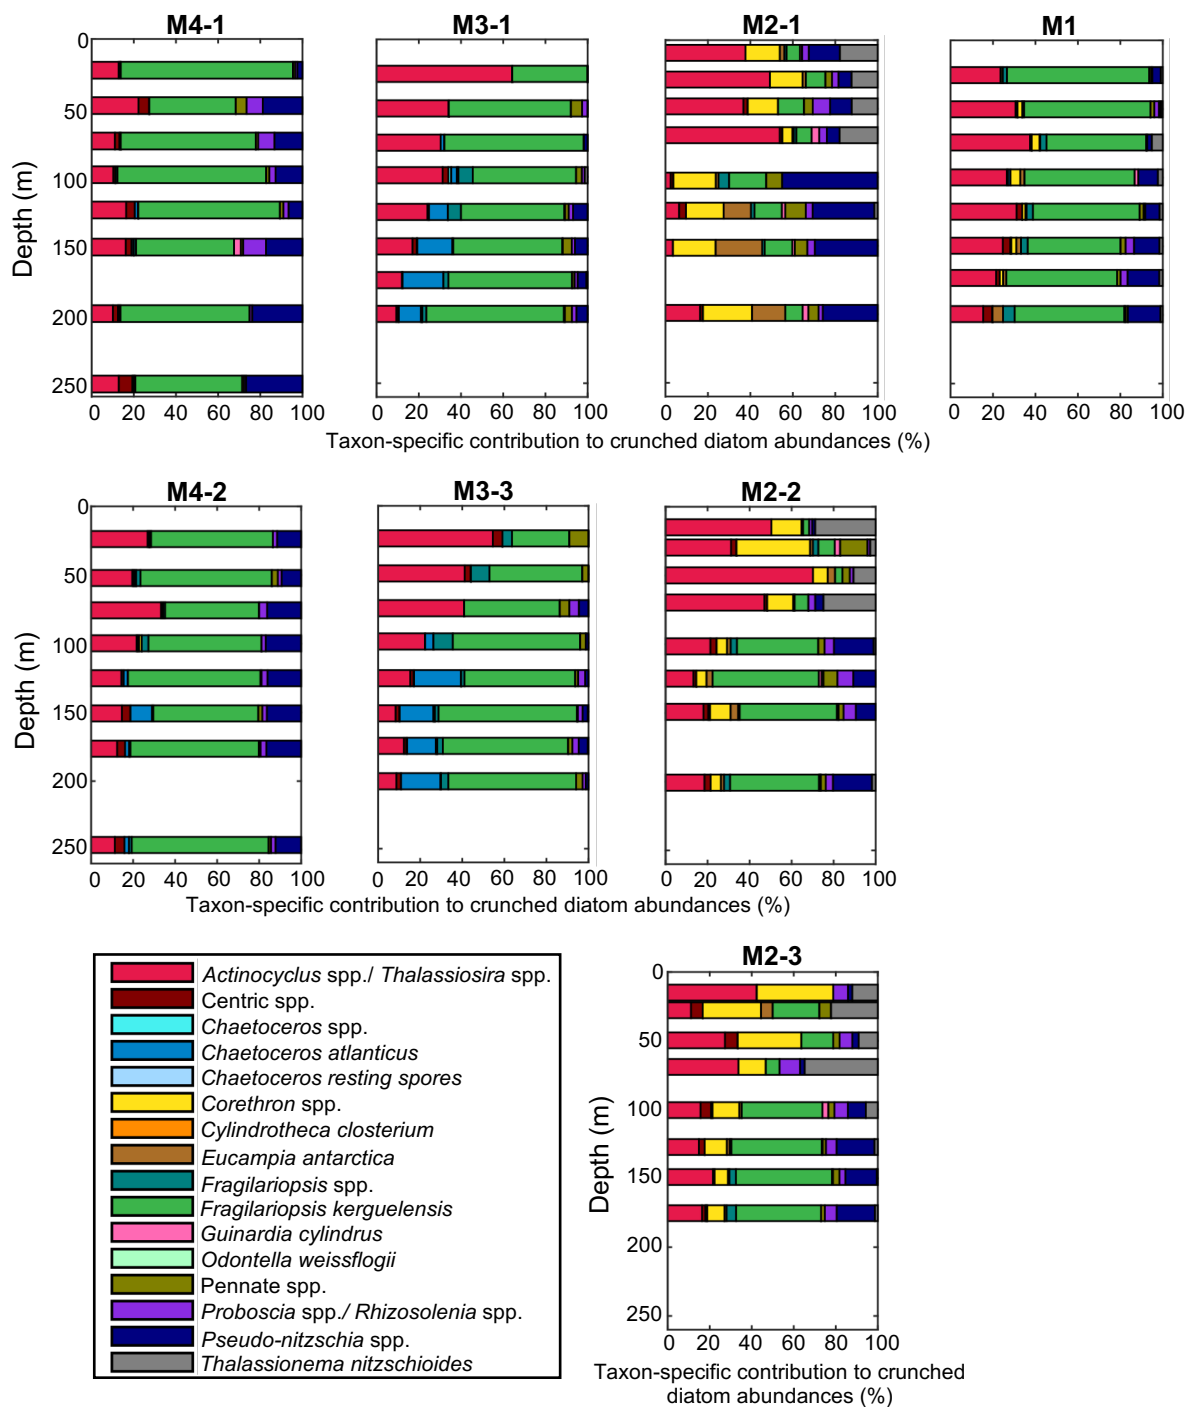 M4-1 M3-1 M2-1 M1
0
50
100
150
200
250
Depth (m)
0 20 40 60 80 100 0 20 40 60 80 100 0 20 40 60 80 100 0 20 40 60 80 100
Taxon-specific contribution to crunched diatom abundances (%)
M4-2 M3-3 M2-2
0
50
100
150
200
250
Depth (m)
0 20 40 60 80 100 0 20 40 60 80 100 0 20 40 60 80 100
Taxon-specific contribution to crunched diatom abundances (%)
Actinocyclus spp./ Thalassiosira spp.
Centric spp.
Chaetoceros spp.
Chaetoceros atlanticus
Chaetoceros resting spores
Corethron spp.
Cylindrotheca closterium
Eucampia antarctica
Fragilariopsis spp.
Fragilariopsis kerguelensis
Guinardia cylindrus
Odontella weissflogii
Pennate spp.
Proboscia spp./ Rhizosolenia spp.
Pseudo-nitzschia spp.
Thalassionema nitzschioides
M2-3
0
50
100
150
200
250
Depth (m)
0 20 40 60 80 100
Taxon-specific contribution to crunched
diatom abundances (%)